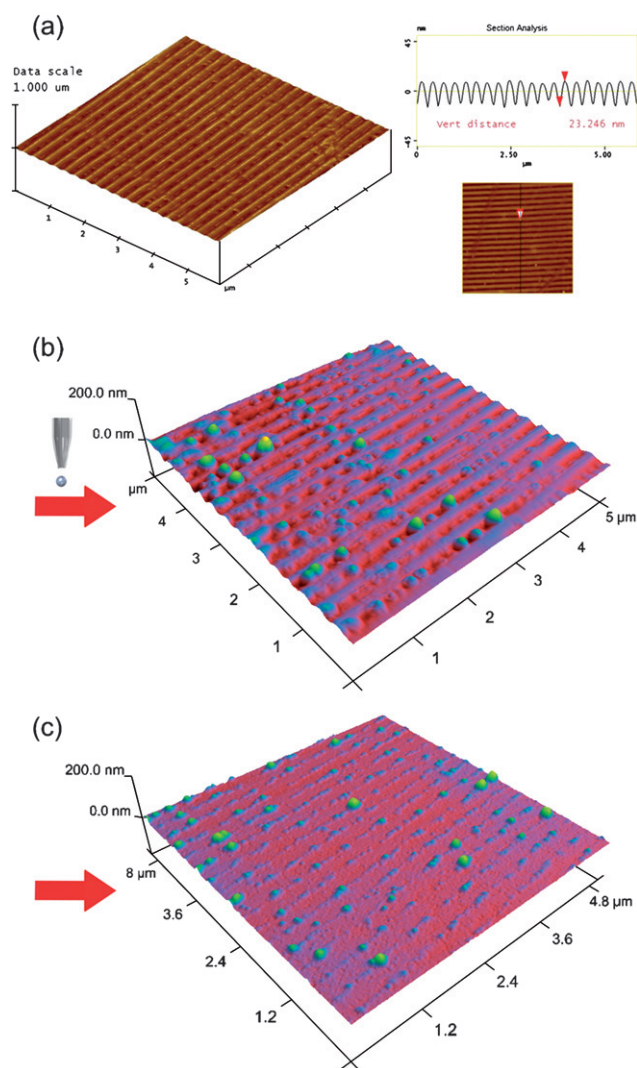 (a)
Data scale
1.000 um
1
2
3
4
5
µm
nm
Section Analysis
45
0
-45
Vert distance 23.246 nm
0 2.50 5.00
µm
(b)
200.0 nm
0.0 nm
µm
4
3
2
1
5 µm
4
3
2
1
(c)
200.0 nm
0.0 nm
8 µm
3.6
2.4
1.2
4.8 µm
3.6
2.4
1.2